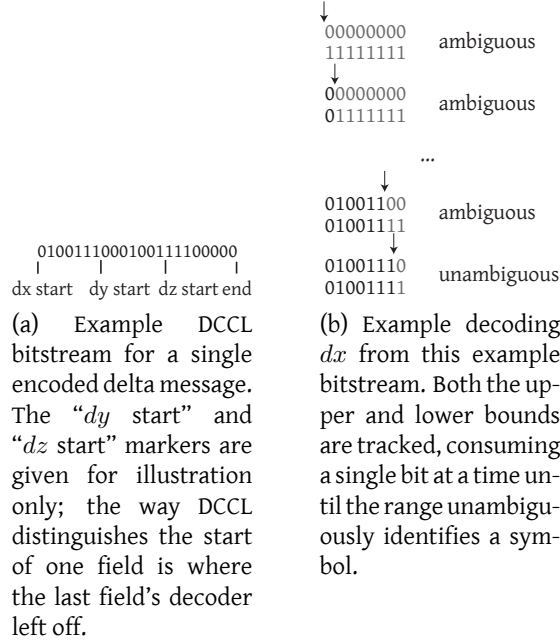 0100111000100111100000
dx start dy start dz start end
(a) Example DCCL
bitstream for a single
encoded delta message.
The “dy start” and
“dz start” markers are
given for illustration
only; the way DCCL
distinguishes the start
of one field is where
the last field’s decoder
left off.
00000000
11111111
ambiguous
00000000
01111111
ambiguous
...
01001100
01001111
ambiguous
01001110
01001111
unambiguous
(b) Example decoding
dx from this example
bitstream. Both the up-
per and lower bounds
are tracked, consuming
a single bit at a time un-
til the range unambigu-
ously identifies a sym-
bol.